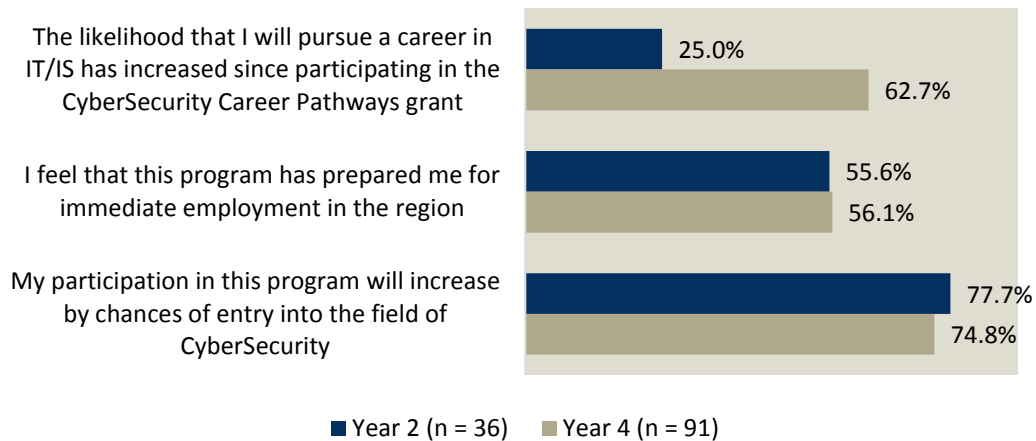 The likelihood that I will pursue a career in
IT/IS has increased since participating in the
CyberSecurity Career Pathways grant
25.0%
62.7%
I feel that this program has prepared me for
immediate employment in the region
55.6%
56.1%
My participation in this program will increase
by chances of entry into the field of
CyberSecurity
77.7%
74.8%
Year 2 (n = 36) Year 4 (n = 91)